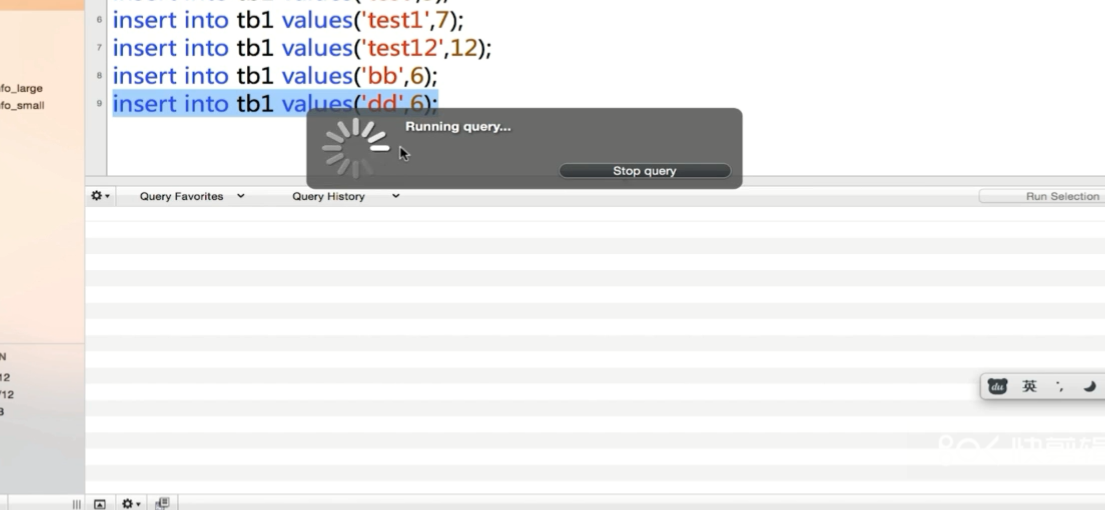 6 insert into tb1 values('test1',7);
7 insert into tb1 values('test12',12);
8 insert into tb1 values('bb',6);
9 insert into tb1 values('dd',6);
fo_large
fo_small
Running query...
Stop query
Query Favorites
Query History
Run Selection
N
12
/12
3
du 英